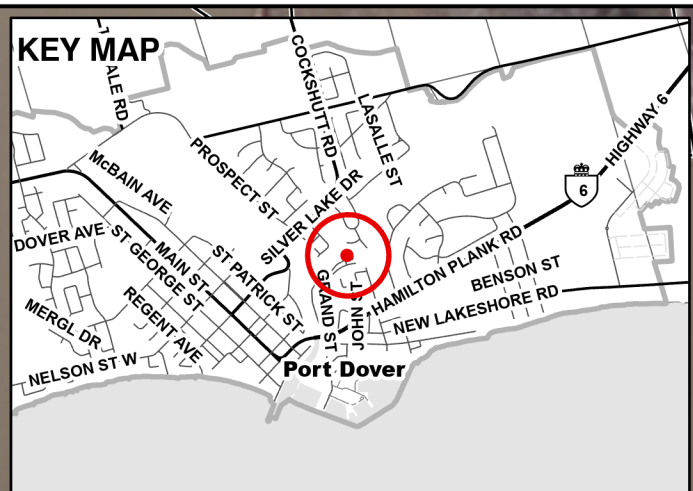 KEY MAP
COCKSHUTT RD
LASALLE ST
HIGHWAY 6
6
PROSPECT ST
McBAIN AVE
SILVER LAKE DR
DOVER AVE
ST GEORGE ST
MAIN ST
ST PATRICK ST
HAMILTON PLANK RD
BENSON ST
GRAND ST
JOHN ST
NEW LAKESHORE RD
REGENT AVE
MERGL DR
NELSON ST W
Port Dover